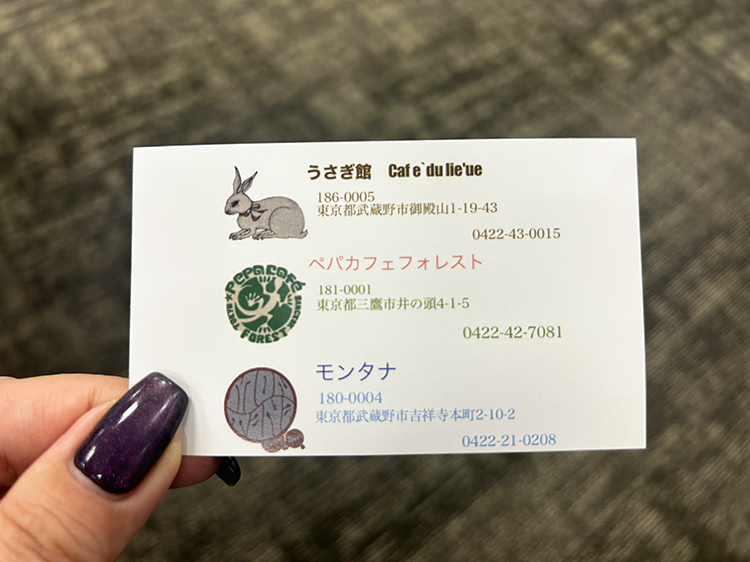 うさぎ館 Caf e`du lie'ue
186-0005
東京都武蔵野市御殿山1-19-43
0422-43-0015
ペパカフェフォレスト
PEPACafé
FOREST
181-0001
東京都三鷹市井の頭4-1-5
0422-42-7081
モンタナ
180-0004
東京都武蔵野市吉祥寺本町2-10-2
0422-21-0208